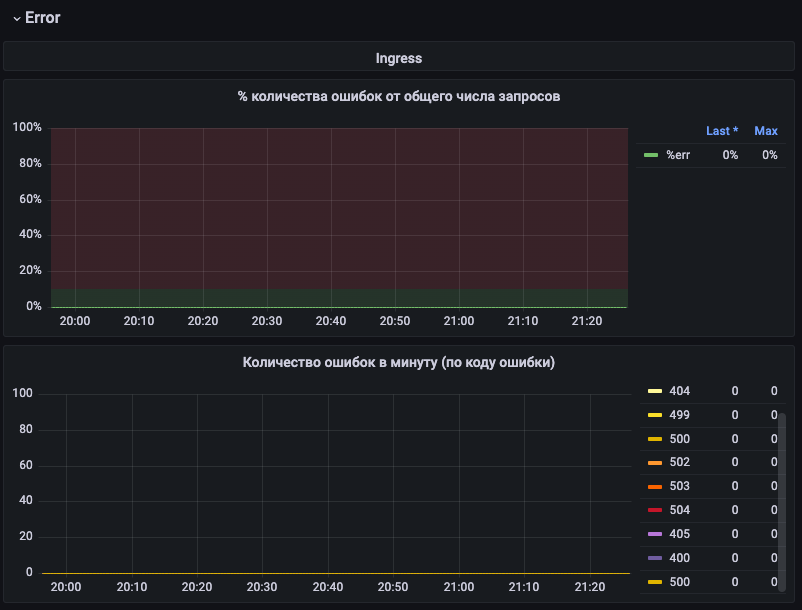 Error
Ingress
% количества ошибок от общего числа запросов
100%
80%
60%
40%
20%
0%
20:00 20:10 20:20 20:30 20:40 20:50 21:00 21:10 21:20
Last * Max
%err 0% 0%
Количество ошибок в минуту (по коду ошибки)
100
80
60
40
20
0
20:00 20:10 20:20 20:30 20:40 20:50 21:00 21:10 21:20
404 0 0
499 0 0
500 0 0
502 0 0
503 0 0
504 0 0
405 0 0
400 0 0
500 0 0